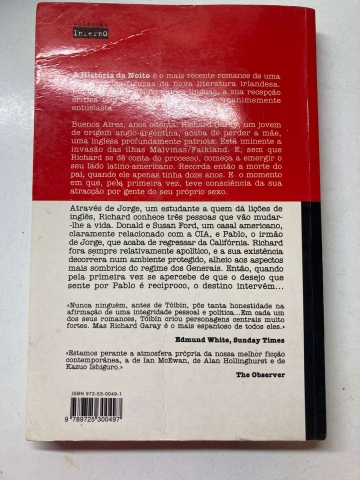 Colecção
InternO
A História da Noite é o mais recente romance de uma
figuras da nova literatura irlandesa.
línguas, a sua recepção
crítica unanimemente
entusiasta
Buenos Aires, anos oitenta. Richard Garay, um jovem
de origem anglo-argentina, acaba de perder a mãe,
uma inglesa profundamente patriota. Está iminente a
invasão das ilhas Malvinas/Falkland. E, sem que
Richard se dê conta do processo, começa a emergir o
seu lado latino-americano. Recorda então a morte do
pai, quando ele apenas tinha doze anos. E o momento
em que, pela primeira vez, teve consciência da sua
atracção por gente do seu próprio sexo.
Através de Jorge, um estudante a quem dá lições de
inglês, Richard conhece três pessoas que vão mudar-
-lhe a vida. Donald e Susan Ford, um casal americano,
claramente relacionado com a CIA, e Pablo, o irmão
de Jorge, que acaba de regressar da Califórnia. Richard
fora sempre relativamente apolítico, e a sua existência
decorrera num ambiente protegido, alheio aos aspectos
mais sombrios do regime dos Generais. Então, quando
pela primeira vez se apercebe de que o desejo que
sente por Pablo é recíproco, o destino intervém...
«Nunca ninguém, antes de Tóibín, pôs tanta honestidade na
afirmação de uma integridade pessoal e política...Em cada um
dos seus romances, Tóibín criou personagens centrais muito
fortes. Mas Richard Garay é o mais espantoso de todos eles.»
Edmund White, Sunday Times
«Estamos perante a atmosfera própria da nossa melhor ficção
contemporânea, a de Ian McEwan, de Alan Hollinghurst e de
Kazuo Ishiguro.»
The Observer
ISBN 972-53-0049-1
9 789725 300497